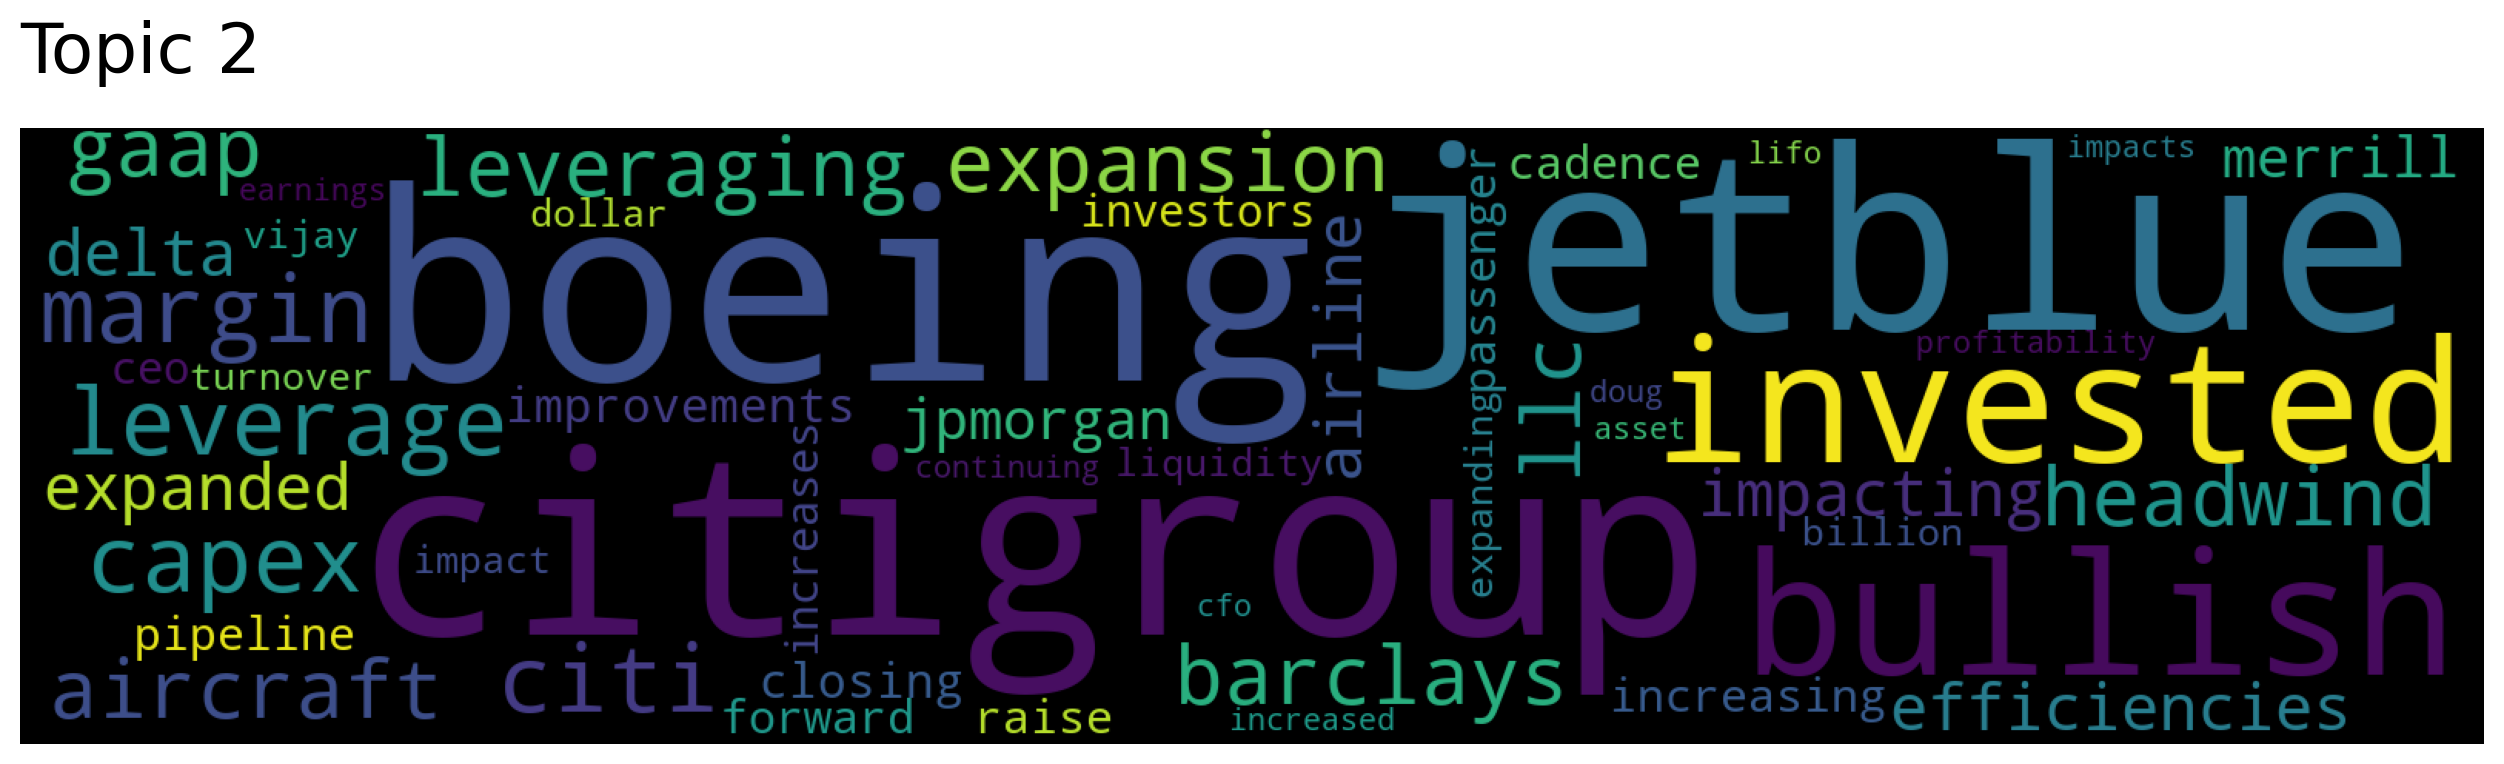 Topic 2
gaap
leveraging
expansion
cadence
lifo
impacts
merrill
earnings
dollar
investors
delta
vijay
boeing
airline
expandingpassenger
jetblue
margin
profitability
ceo
turnover
leverage
improvements
jpmorgan
llc
doug
asset
invested
expanded
increases
continuing
liquidity
impacting
headwind
capex
impact
citigroup
billion
cfo
bullish
pipeline
aircraft
citi
closing
barclays
increasing
efficiencies
forward
raise
increased